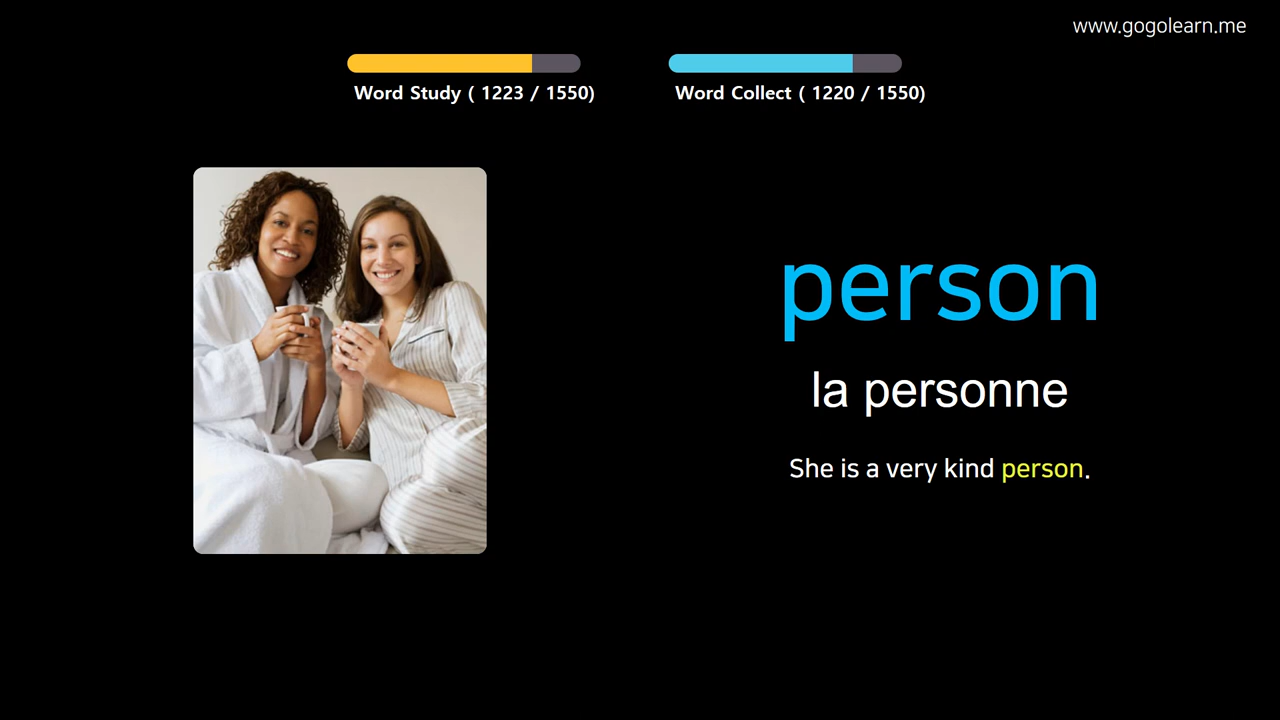 www.gogolearn.me
Word Study ( 1223 / 1550)
Word Collect ( 1220 / 1550)
person
la personne
She is a very kind person.